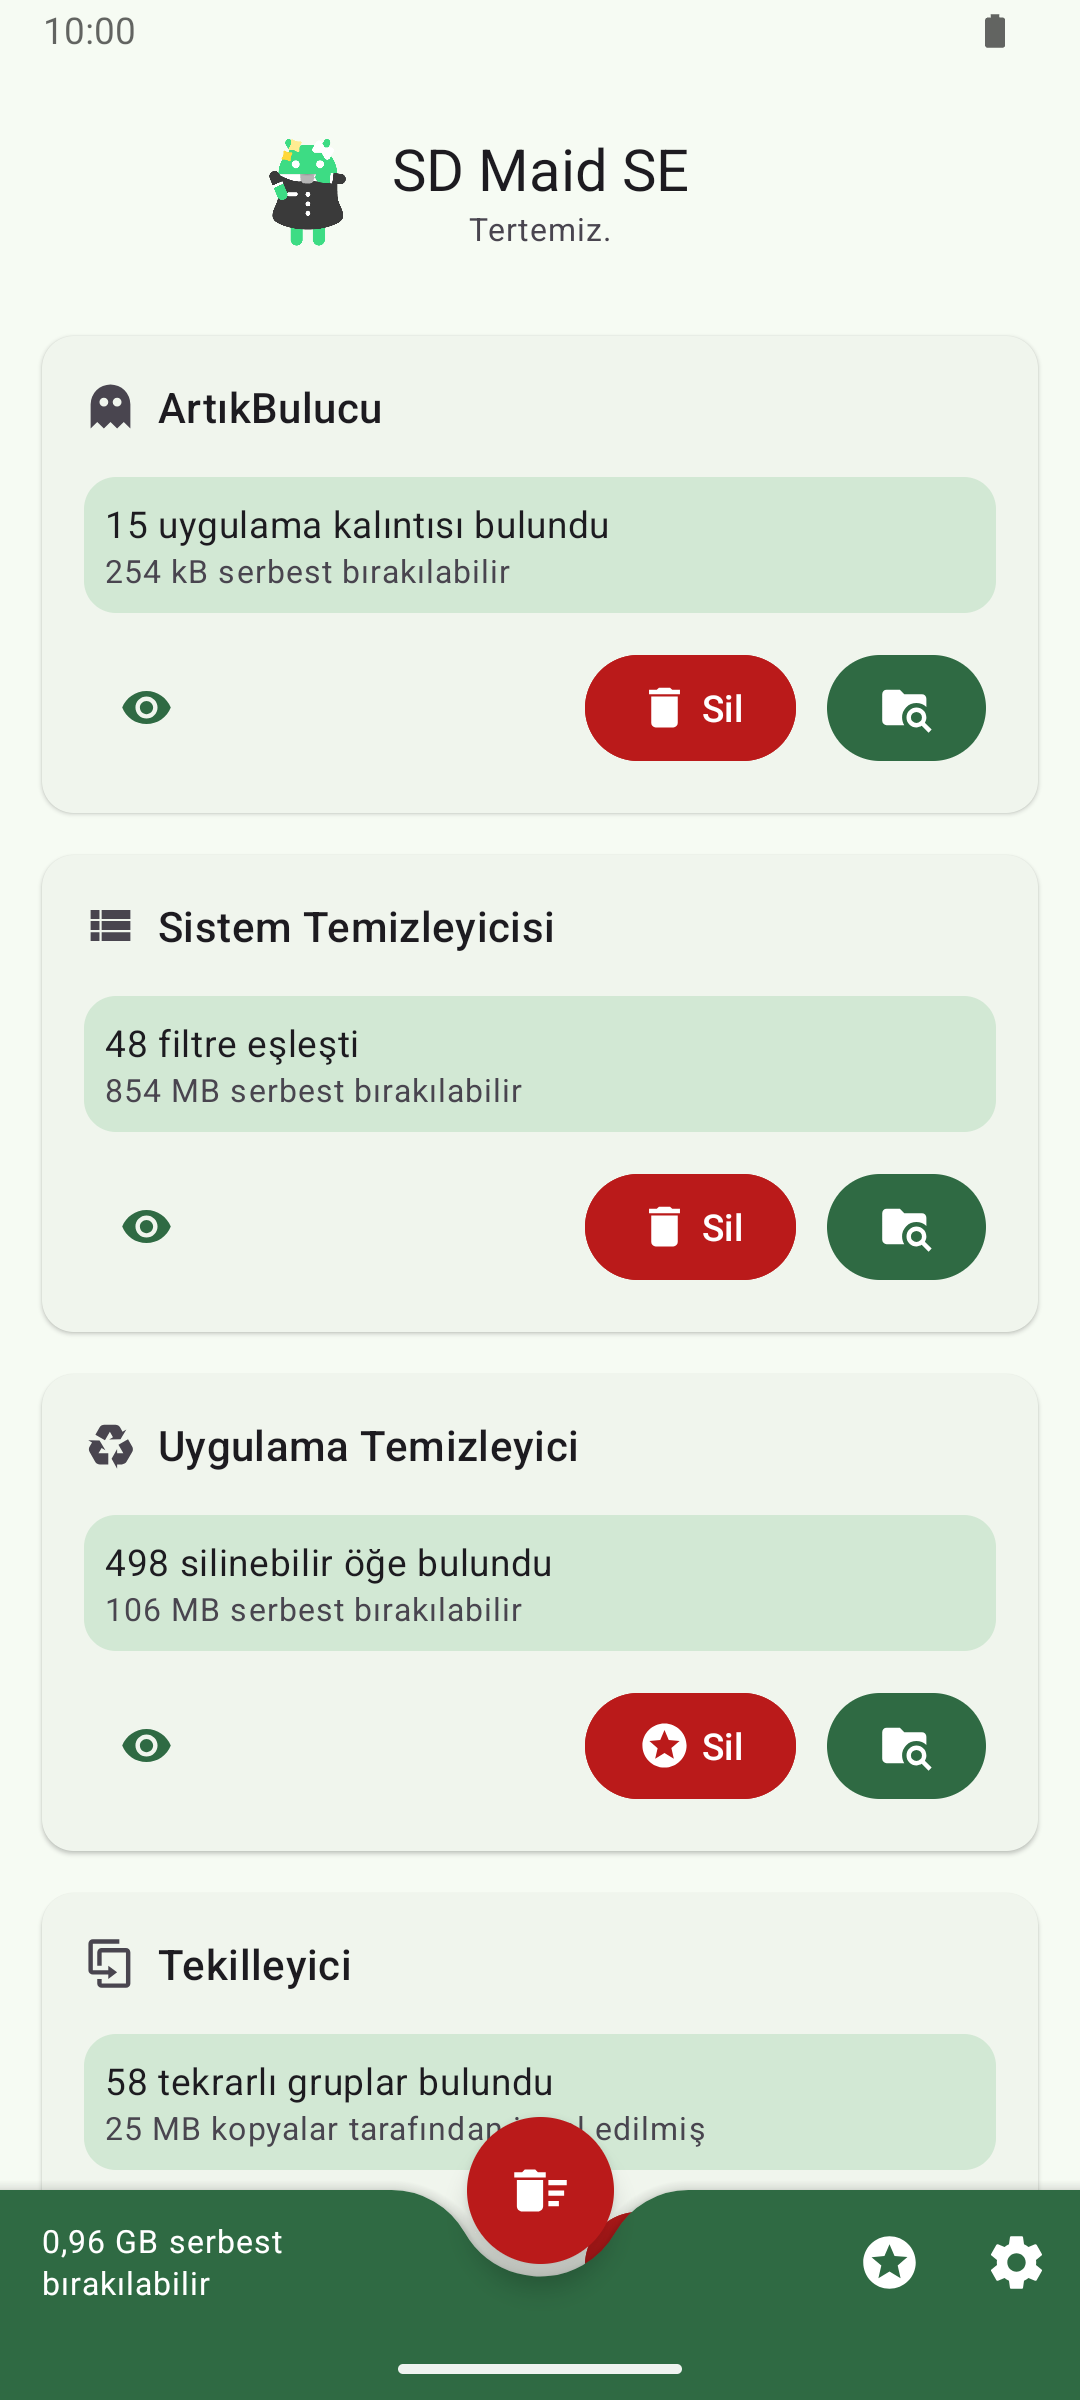 10:00
SD Maid SE
Tertemiz.
ArtıkBulucu
15 uygulama kalıntısı bulundu
254 kB serbest bırakılabilir
Sil
Sistem Temizleyicisi
48 filtre eşleşti
854 MB serbest bırakılabilir
Sil
Uygulama Temizleyici
498 silinebilir öğe bulundu
106 MB serbest bırakılabilir
Sil
Tekilleyici
58 tekrarlı gruplar bulundu
25 MB kopyalar tarafından edilmiş
0,96 GB serbest
bırakılabilir